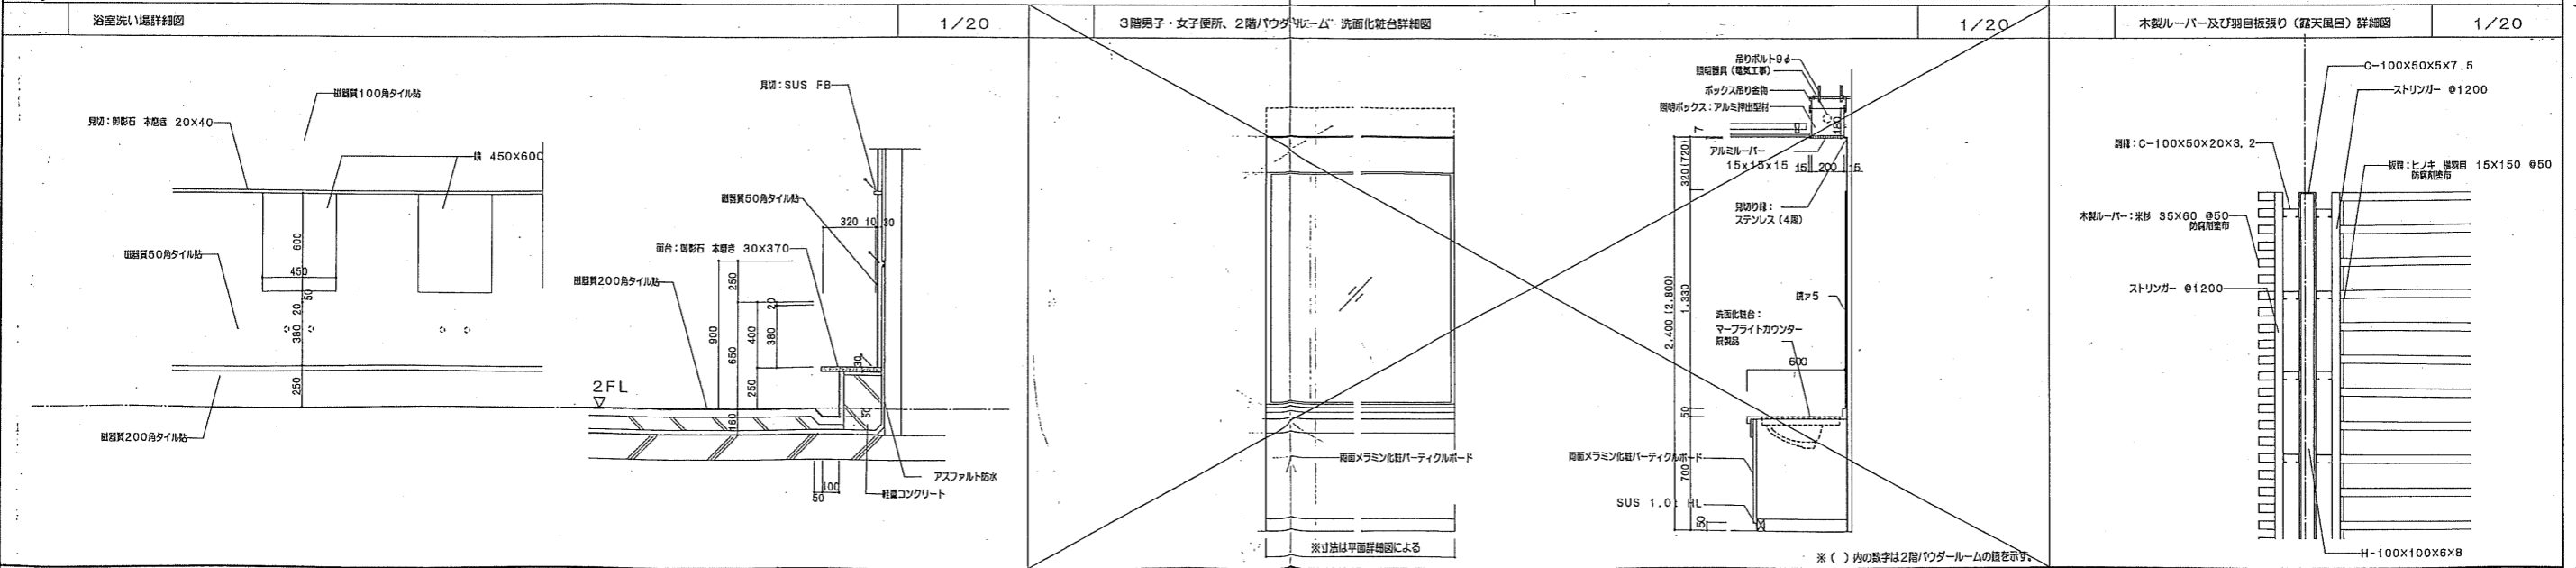 浴室洗い場詳細図
1/20
磁器質100角タイル貼
見切:御影石 本磨き 20X40
鏡 450X600
磁器質50角タイル貼
600
450
50
20
380
250
磁器質200角タイル貼
見切:SUS FB
磁器質50角タイル貼
320 10 30
面台:御影石 本磨き 30X370
磁器質200角タイル貼
250
20
900
400
380
650
30
250
2FL
50
160
アスファルト防水
100
50
軽量コンクリート
3階男子・女子便所、2階パウダールーム 洗面化粧台詳細図
1/20
両面メラミン化粧パーティクルボード
※寸法は平面詳細図による
吊りボルト9φ
照明器具(電気工事)
ボックス吊り金物
照明ボックス:アルミ押出型材
180
7
アルミルーバー
15x15x15
15 200 15
320(720)
見切り縁:
ステンレス(4階)
2,400(2,800)
1,330
鏡ァ5
洗面化粧台:
マーブライトカウンター
既製品
600
50
両面メラミン化粧パーティクルボード
700
SUS 1.0t HL
50
※( )内の数字は2階パウダールームの値を示す。
木製ルーバー及び羽目板張り(露天風呂)詳細図
1/20
C-100X50X5X7.5
ストリンガー @1200
胴縁:C-100X50X20X3.2
板塀:ヒノキ 横羽目 15X150 @50
防腐剤塗布
木製ルーバー:米杉 35X60 @50
防腐剤塗布
ストリンガー @1200
H-100X100X6X8